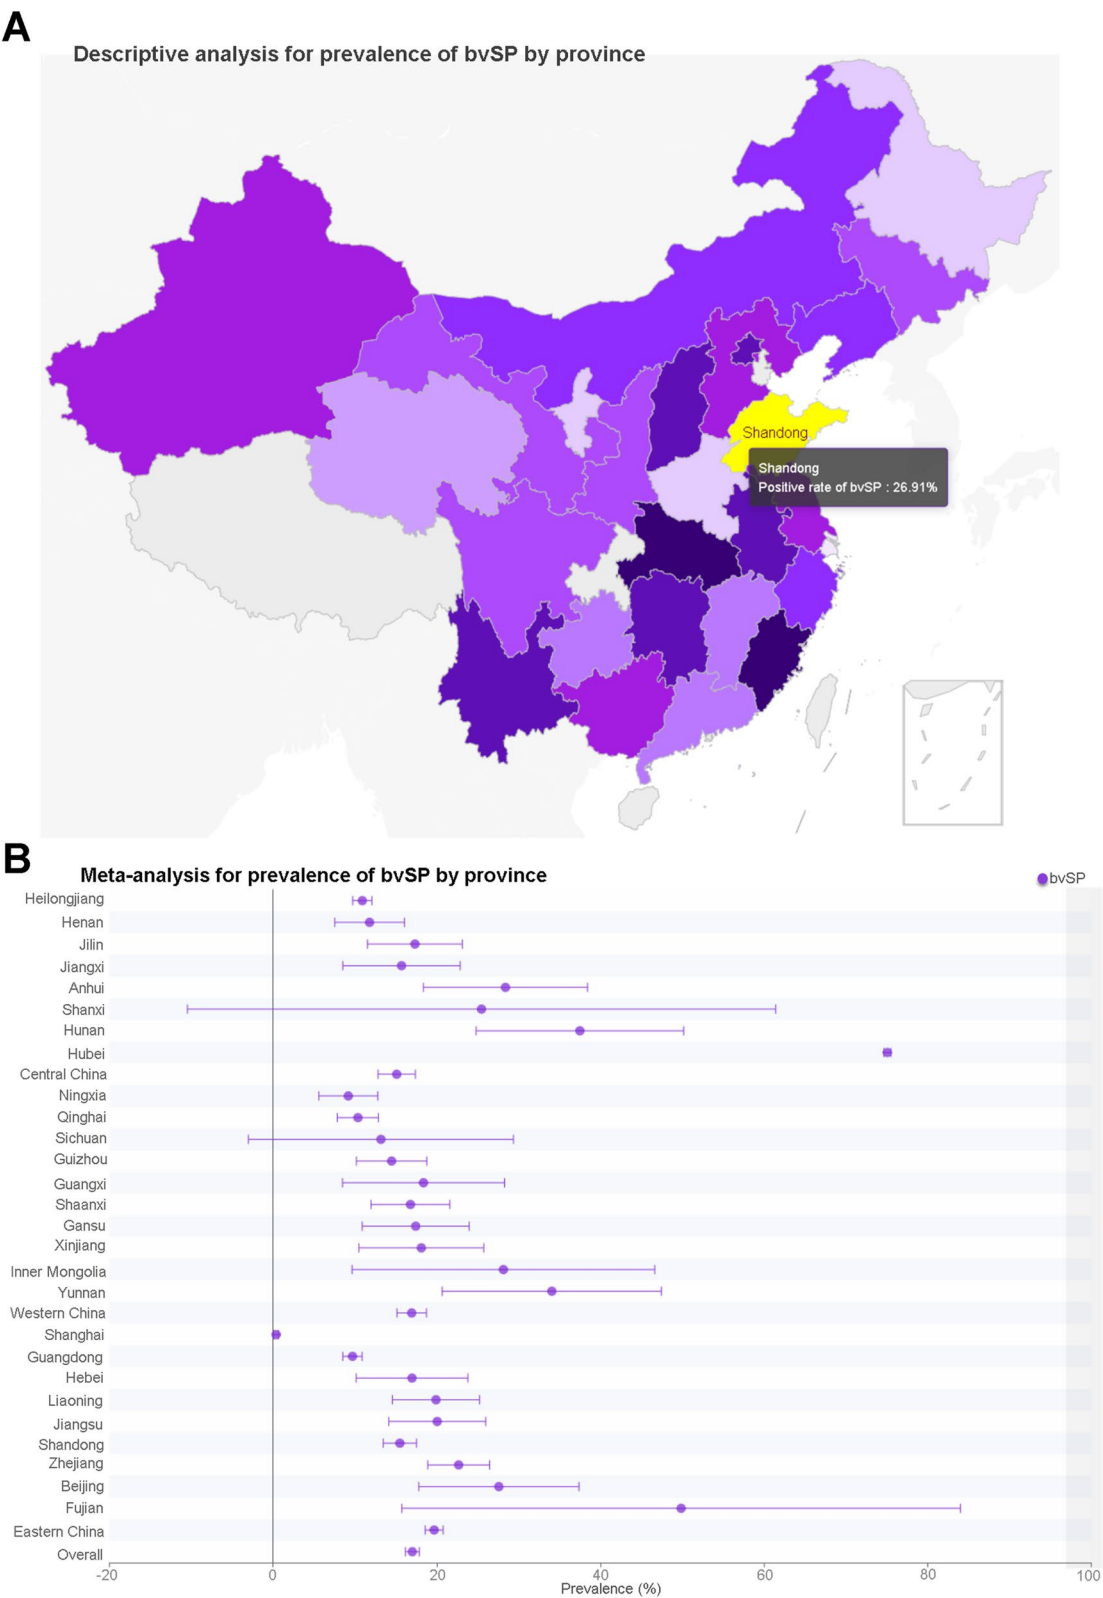 A
Descriptive analysis for prevalence of bvSP by province
Shandong
Shandong
Positive rate of bvSP : 26.91%
B
Meta-analysis for prevalence of bvSP by province
bvSP
Heilongjiang
Henan
Jilin
Jiangxi
Anhui
Shanxi
Hunan
Hubei
Central China
Ningxia
Qinghai
Sichuan
Guizhou
Guangxi
Shaanxi
Gansu
Xinjiang
Inner Mongolia
Yunnan
Western China
Shanghai
Guangdong
Hebei
Liaoning
Jiangsu
Shandong
Zhejiang
Beijing
Fujian
Eastern China
Overall
-20 0 20 40 60 80 100
Prevalence (%)